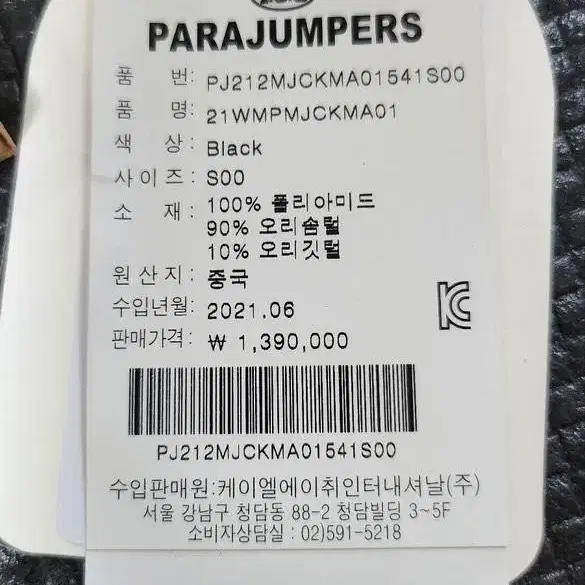 PARAJUMPERS
품 번: PJ212MJCKMA01541S00
품 명: 21WMPMJCKMA01
색 상: Black
사이즈: S00
소 재: 100% 폴리아미드
90% 오리솜털
10% 오리깃털
원산지: 중국
수입년월: 2021.06
판매가격: ₩ 1,390,000
PJ212MJCKMA01541S00
수입판매원:케이엘에이취인터내셔날(주)
서울 강남구 청담동 88-2 청담빌딩 3~5F
소비자상담실 : 02)591-5218